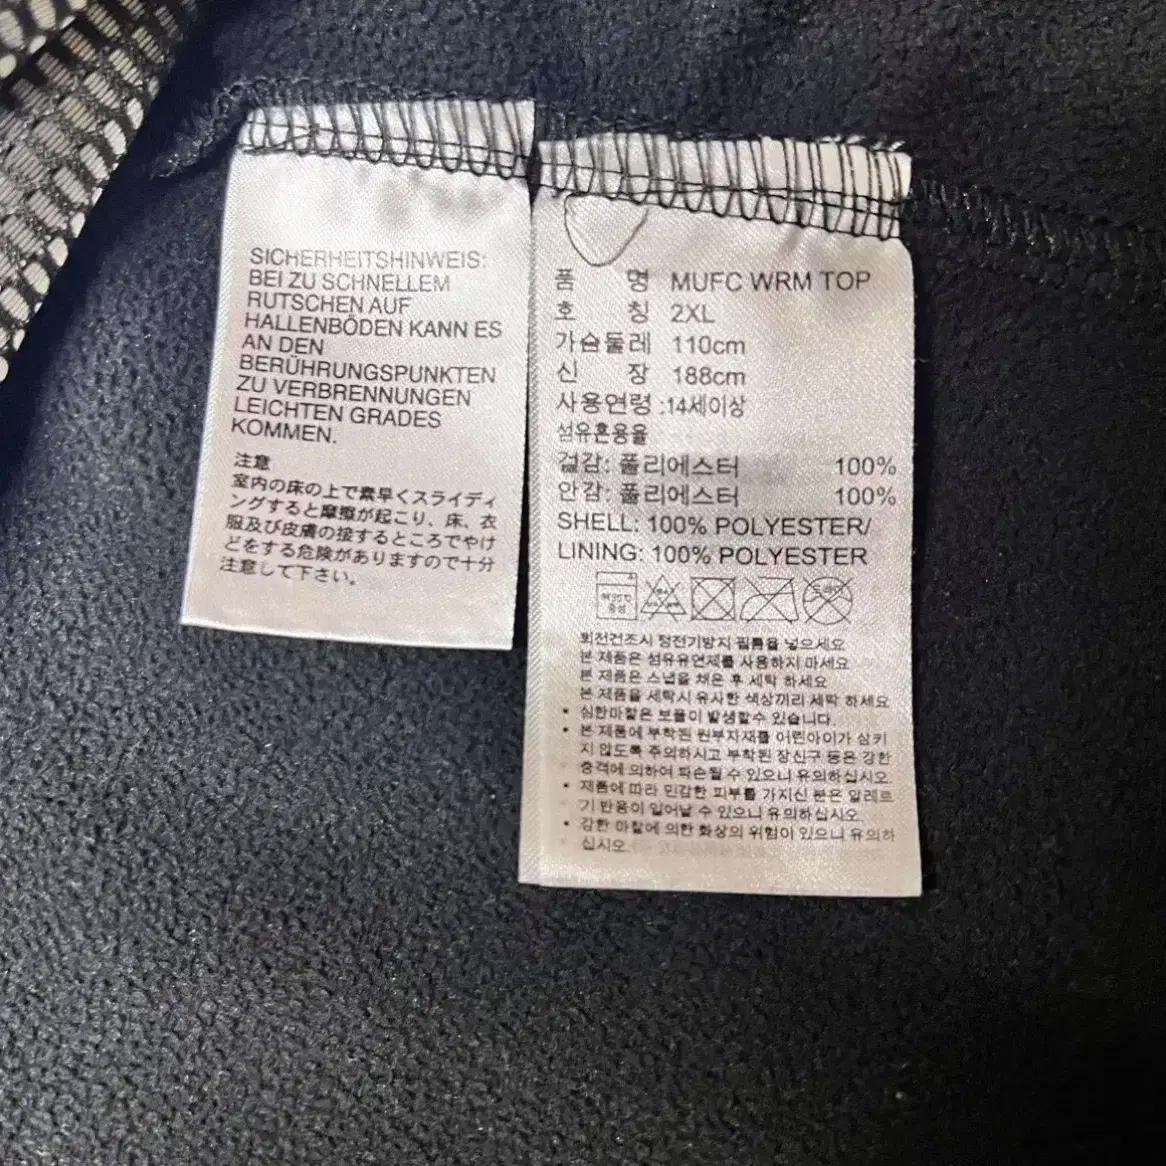 SICHERHEITSHINWEIS:
BEI ZU SCHNELLEM
RUTSCHEN AUF
HALLENBÖDEN KANN ES
AN DEN
BERÜHRUNGSPUNKTEN
ZU VERBRENNUNGEN
LEICHTEN GRADES
KOMMEN.
注意
室内の床の上で素早くスライディ
ングすると摩擦が起こり、床、衣
服及び皮膚の接するところでやけ
どをする危険がありますので十分
注意して下さい。
품 명 MUFC WRM TOP
호 칭 2XL
가슴둘레 110cm
신 장 188cm
사용연령 :14세이상
섬유혼용율
겉감: 폴리에스터 100%
안감: 폴리에스터 100%
SHELL: 100% POLYESTER/
LINING: 100% POLYESTER
중성
드라이
회전건조시 정전기방지 필름을 넣으세요
본 제품은 섬유유연제를 사용하지 마세요
본 제품은 스냅을 채운 후 세탁 하세요
본 제품을 세탁시 유사한 색상끼리 세탁 하세요
• 심한마찰은 보풀이 발생할수 있습니다.
• 본 제품에 부착된 원부자재를 어린아이가 삼키
지 않도록 주의하시고 부착된 장신구 등은 강한
충격에 의하여 파손될 수 있으니 유의하십시오.
• 제품에 따라 민감한 피부를 가지신 분은 알레르
기 반응이 일어날 수 있으니 유의하십시오.
• 강한 마찰에 의한 화상의 위험이 있으니 유의하
십시오.